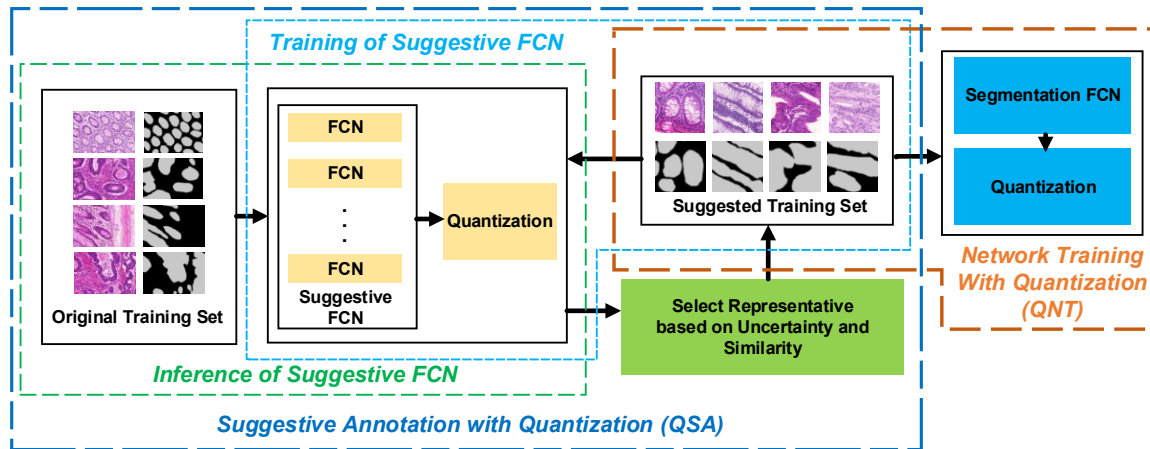 Training of Suggestive FCN
FCN
FCN
.
.
.
FCN
Suggestive
FCN
Quantization
Original Training Set
Inference of Suggestive FCN
Suggested Training Set
Select Representative
based on Uncertainty and
Similarity
Suggestive Annotation with Quantization (QSA)
Segmentation FCN
Quantization
Network Training
With Quantization
(QNT)